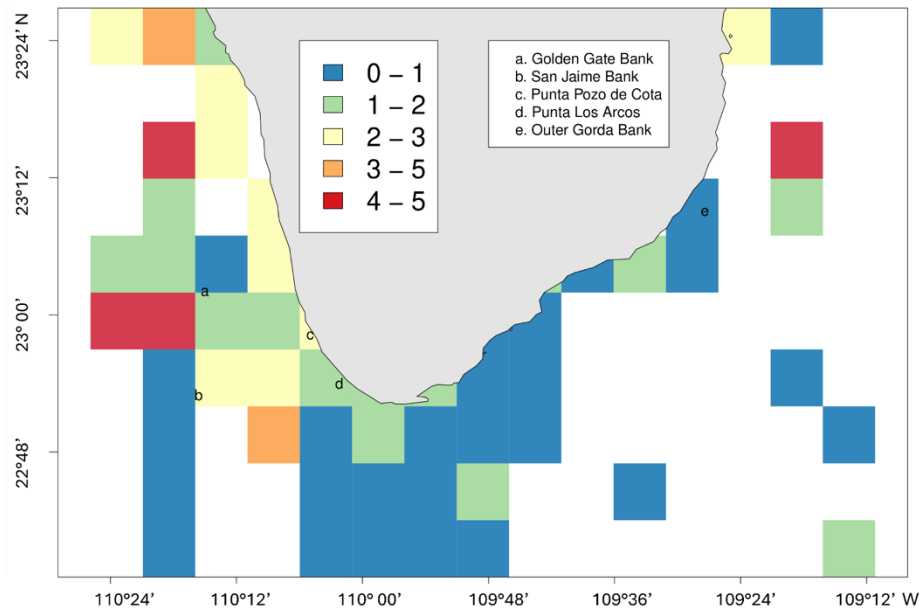 23°24' N
23°12'
23°00'
22°48'
0 – 1
1 – 2
2 – 3
3 – 5
4 – 5
a. Golden Gate Bank
b. San Jaime Bank
c. Punta Pozo de Cota
d. Punta Los Arcos
e. Outer Gorda Bank
e
a
c
d
b
110°24' 110°12' 110°00' 109°48' 109°36' 109°24' 109°12' W